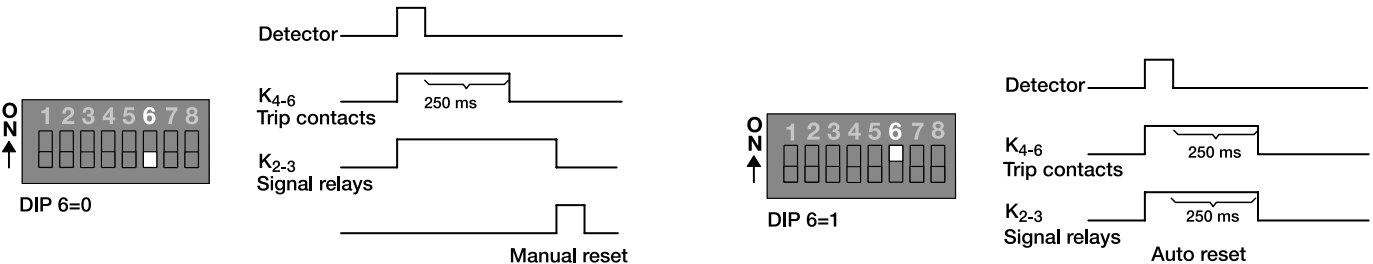 Detector
K4-6
250 ms
Trip contacts
ON
1 2 3 4 5 6 7 8
K2-3
Signal relays
DIP 6=0
Manual reset
Detector
ON
1 2 3 4 5 6 7 8
K4-6
250 ms
Trip contacts
DIP 6=1
K2-3
250 ms
Signal relays
Auto reset